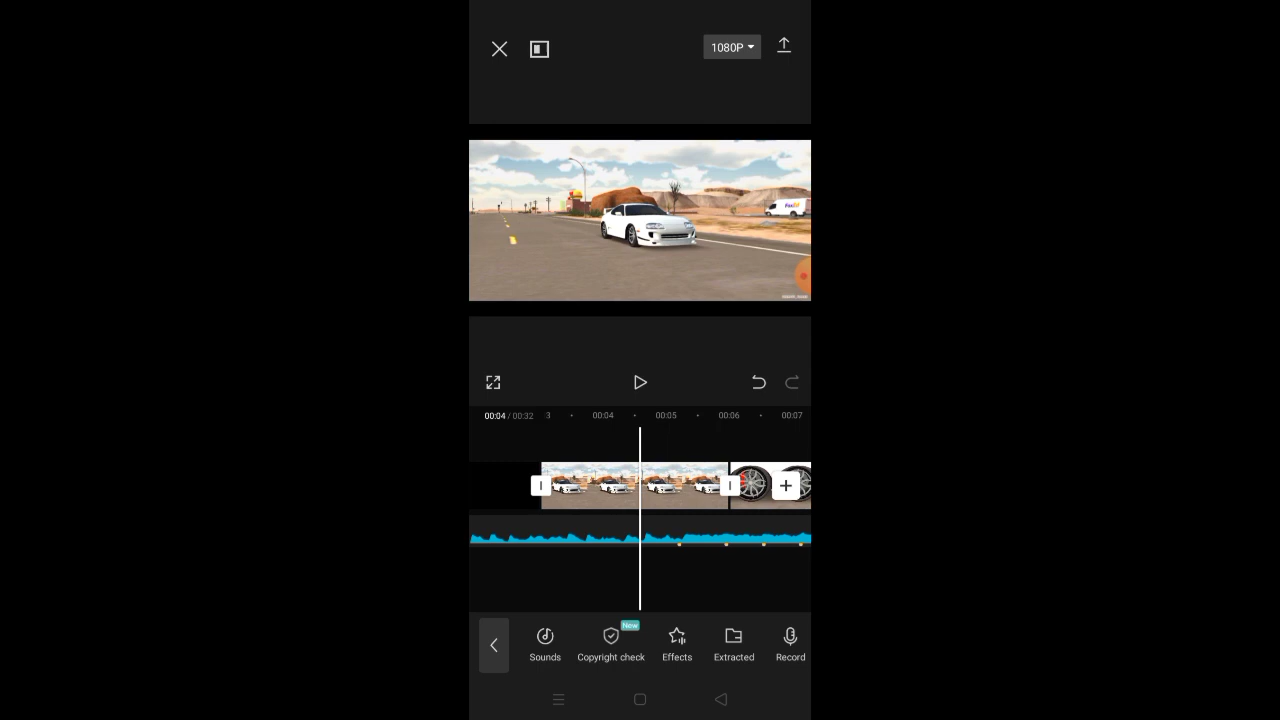 1080P
00:04 / 00:32 3 00:04 00:05 00:06 00:07
New
Sounds Copyright check Effects Extracted Record